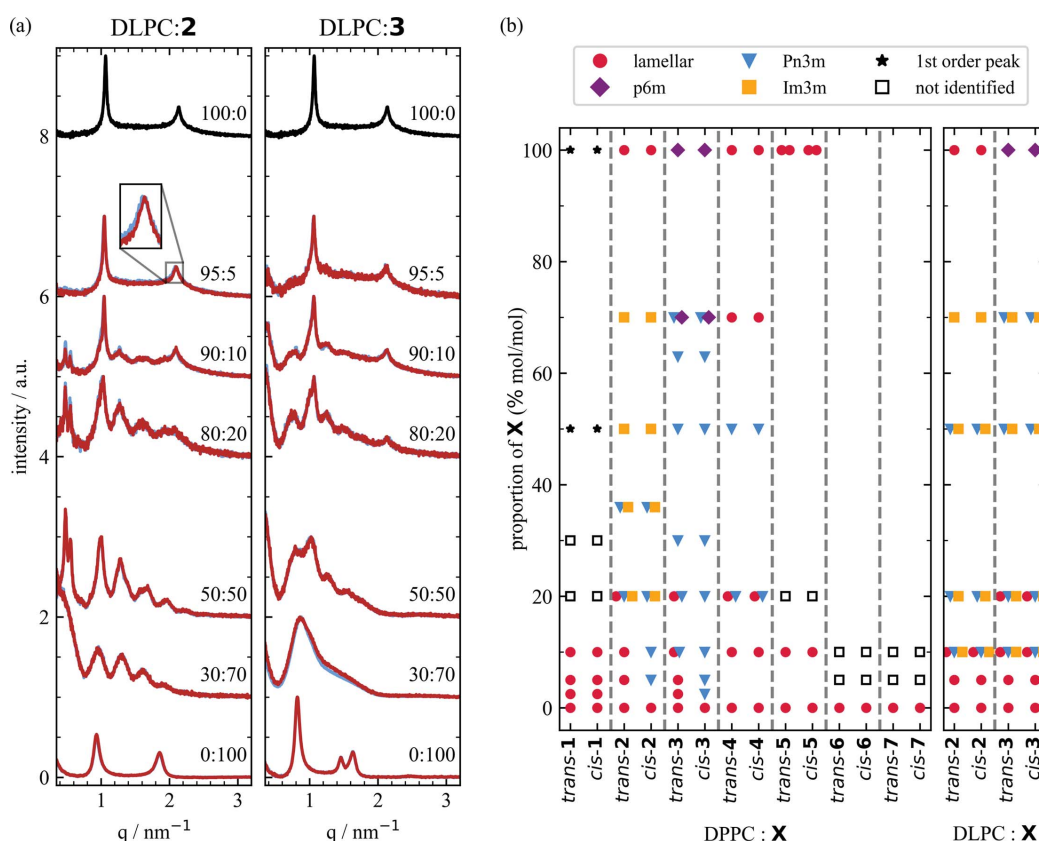 (a)
DLPC:2
DLPC:3
100:0
100:0
95:5
95:5
90:10
90:10
80:20
80:20
50:50
50:50
30:70
30:70
0:100
0:100
8
6
4
2
0
intensity / a.u.
1 2 3
1 2 3
q / nm⁻¹
q / nm⁻¹
(b)
lamellar
Pn3m
1st order peak
p6m
Im3m
not identified
100
80
60
40
20
0
proportion of X (% mol/mol)
trans-1
cis-1
trans-2
cis-2
trans-3
cis-3
trans-4
cis-4
trans-5
cis-5
trans-6
cis-6
trans-7
cis-7
trans-2
cis-2
trans-3
cis-3
DPPC : X
DLPC : X